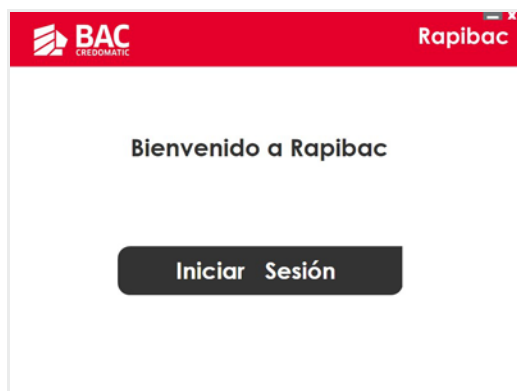 BAC
CREDOMATIC
Rapibac
Bienvenido a Rapibac
Iniciar Sesión